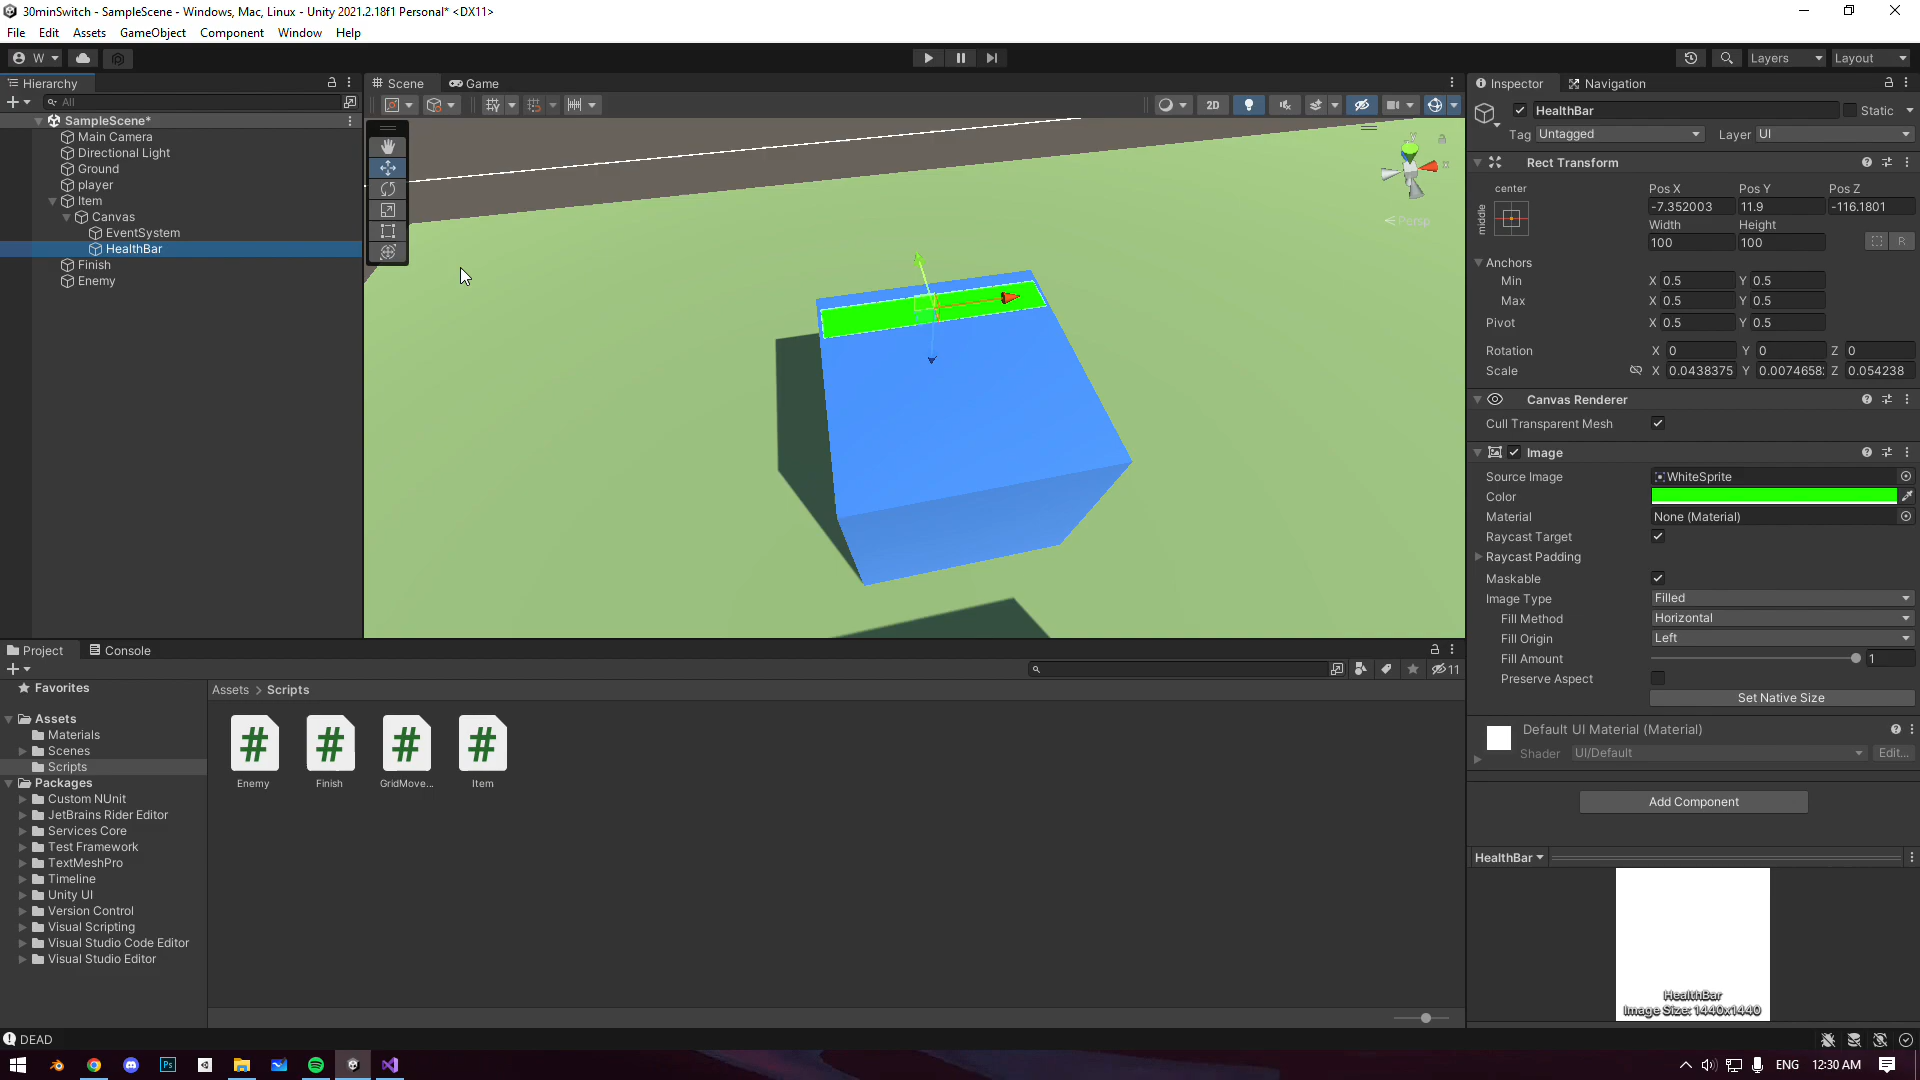 30minSwitch - SampleScene - Windows, Mac, Linux - Unity 2021.2.18f1 Personal* <DX11>
File Edit Assets GameObject Component Window Help
W Layers Layout
Hierarchy
All
SampleScene*
Main Camera
Directional Light
Ground
player
Item
Canvas
EventSystem
HealthBar
Finish
Enemy
Scene Game
2D
y
x
Persp
Inspector Navigation
HealthBar Static
Tag Untagged Layer UI
Rect Transform
center Pos X Pos Y Pos Z
middle -7.352003 11.9 -116.1801
Width Height
100 100 R
Anchors
Min X 0.5 Y 0.5
Max X 0.5 Y 0.5
Pivot X 0.5 Y 0.5
Rotation X 0 Y 0 Z 0
Scale X 0.0438375 Y 0.0074658 Z 0.054238
Canvas Renderer
Cull Transparent Mesh
Image
Source Image WhiteSprite
Color
Material None (Material)
Raycast Target
Raycast Padding
Maskable
Image Type Filled
Fill Method Horizontal
Fill Origin Left
Fill Amount 1
Preserve Aspect
Set Native Size
Default UI Material (Material)
Shader UI/Default Edit...
Add Component
HealthBar
HealthBar
Image Size: 1440x1440
Project Console
11
Favorites
Assets
Materials
Scenes
Scripts
Packages
Custom NUnit
JetBrains Rider Editor
Services Core
Test Framework
TextMeshPro
Timeline
Unity UI
Version Control
Visual Scripting
Visual Studio Code Editor
Visual Studio Editor
Assets > Scripts
# # # #
Enemy Finish GridMove... Item
DEAD
Ps
ENG 12:30 AM